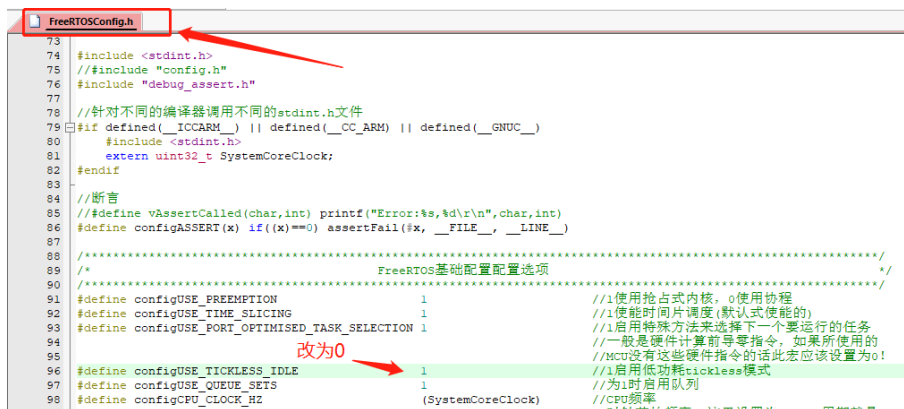 FreeRTOSConfig.h
73
74 #include <stdint.h>
75 //#include "config.h"
76 #include "debug_assert.h"
77
78 //针对不同的编译器调用不同的stdint.h文件
79 #if defined(__ICCARM__) || defined(__CC_ARM) || defined(__GNUC__)
80 #include <stdint.h>
81 extern uint32_t SystemCoreClock;
82 #endif
83
84 //断言
85 //#define vAssertCalled(char,int) printf("Error:%s,%d\r\n",char,int)
86 #define configASSERT(x) if((x)==0) assertFail(#x, __FILE__, __LINE__)
87
88 /***************************************************************************************************************/
89 /* FreeRTOS基础配置配置选项 */
90 /***************************************************************************************************************/
91 #define configUSE_PREEMPTION 1 //1使用抢占式内核，0使用协程
92 #define configUSE_TIME_SLICING 1 //1使能时间片调度(默认式使能的)
93 #define configUSE_PORT_OPTIMISED_TASK_SELECTION 1 //1启用特殊方法来选择下一个要运行的任务
94 //一般是硬件计算前导零指令，如果所使用的
95 //MCU没有这些硬件指令的话此宏应该设置为0！
改为0
96 #define configUSE_TICKLESS_IDLE 1 //1启用低功耗tickless模式
97 #define configUSE_QUEUE_SETS 1 //为1时启用队列
98 #define configCPU_CLOCK_HZ (SystemCoreClock) //CPU频率